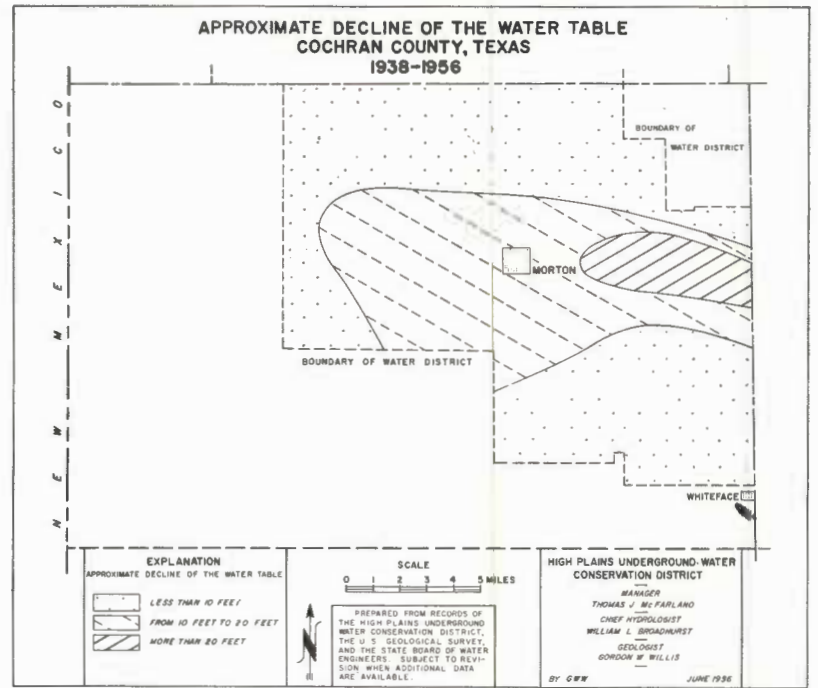 APPROXIMATE DECLINE OF THE WATER TABLE
COCHRAN COUNTY, TEXAS
1938-1956
NEW MEXICO
BOUNDARY OF
WATER DISTRICT
MORTON
BOUNDARY OF WATER DISTRICT
WHITEFACE
EXPLANATION
APPROXIMATE DECLINE OF THE WATER TABLE
LESS THAN 10 FEET
FROM 10 FEET TO 20 FEET
MORE THAN 20 FEET
SCALE
0 1 2 3 4 5 MILES
N
PREPARED FROM RECORDS OF
THE HIGH PLAINS UNDERGROUND
WATER CONSERVATION DISTRICT,
THE U S GEOLOGICAL SURVEY,
AND THE STATE BOARD OF WATER
ENGINEERS. SUBJECT TO REVI-
SION WHEN ADDITIONAL DATA
ARE AVAILABLE.
HIGH PLAINS UNDERGROUND-WATER
CONSERVATION DISTRICT
MANAGER
THOMAS J McFARLAND
CHIEF HYDROLOGIST
WILLIAM L BROADHURST
GEOLOGIST
GORDON W WILLIS
BY GWW JUNE 1956